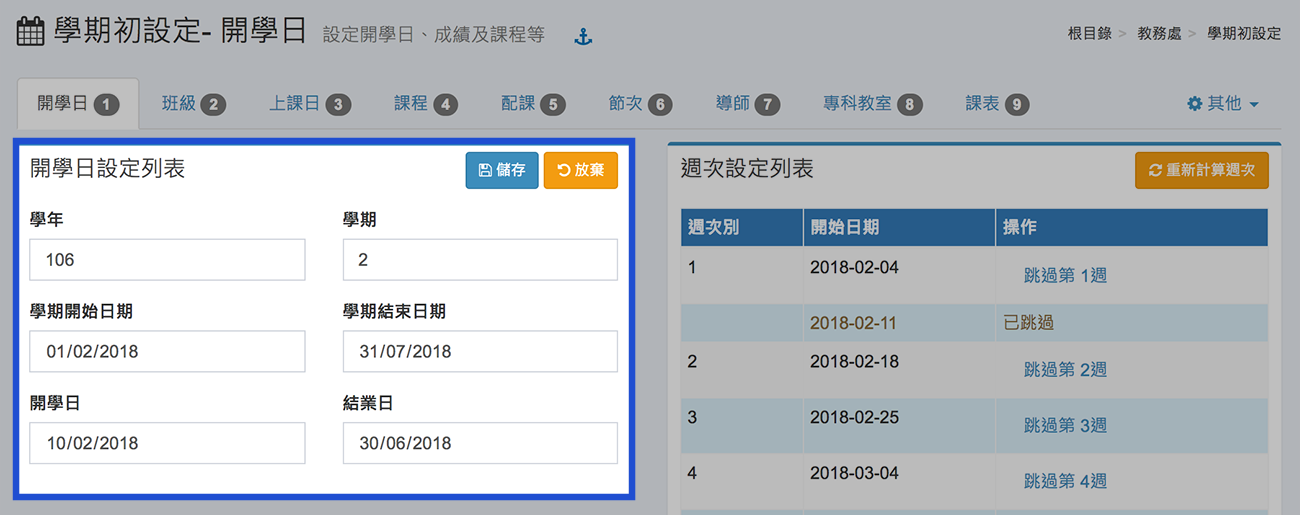 學期初設定- 開學日 設定開學日、成績及課程等
根目錄 > 教務處 > 學期初設定
開學日 1 班級 2 上課日 3 課程 4 配課 5 節次 6 導師 7 專科教室 8 課表 9 其他
開學日設定列表 儲存 放棄
學年 學期
106 2
學期開始日期 學期結束日期
01/02/2018 31/07/2018
開學日 結業日
10/02/2018 30/06/2018
週次設定列表 重新計算週次
週次別 開始日期 操作
1 2018-02-04 跳過第 1週
2018-02-11 已跳過
2 2018-02-18 跳過第 2週
3 2018-02-25 跳過第 3週
4 2018-03-04 跳過第 4週